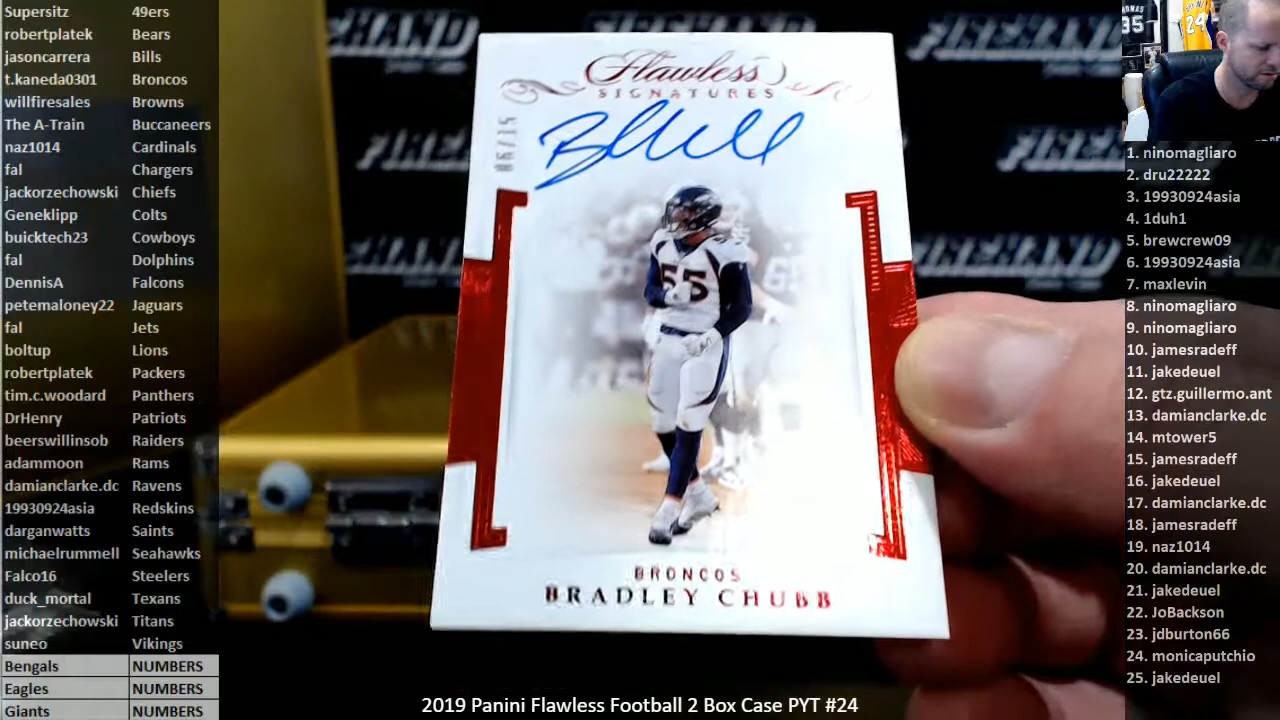 Supersitz 49ers
robertplatek Bears
jasoncarrera Bills
t.kaneda0301 Broncos
willfiresales Browns
The A-Train Buccaneers
naz1014 Cardinals
fal Chargers
jackorzechowski Chiefs
Geneklipp Colts
buicktech23 Cowboys
fal Dolphins
DennisA Falcons
petemaloney22 Jaguars
fal Jets
boltup Lions
robertplatek Packers
tim.c.woodard Panthers
DrHenry Patriots
beerswillinsob Raiders
adammoon Rams
damianclarke.dc Ravens
19930924asia Redskins
darganwatts Saints
michaelrummell Seahawks
Falco16 Steelers
duck_mortal Texans
jackorzechowski Titans
suneo Vikings
Bengals NUMBERS
Eagles NUMBERS
Giants NUMBERS
FIREHAND
Flawless
SIGNATURES
06/15
55
BRONCOS
BRADLEY CHUBB
35
24
1. ninomagliaro
2. dru22222
3. 19930924asia
4. 1duh1
5. brewcrew09
6. 19930924asia
7. maxlevin
8. ninomagliaro
9. ninomagliaro
10. jamesradeff
11. jakedeuel
12. gtz.guillermo.ant
13. damianclarke.dc
14. mtower5
15. jamesradeff
16. jakedeuel
17. damianclarke.dc
18. jamesradeff
19. naz1014
20. damianclarke.dc
21. jakedeuel
22. JoBackson
23. jdburton66
24. monicaputchio
25. jakedeuel
2019 Panini Flawless Football 2 Box Case PYT #24